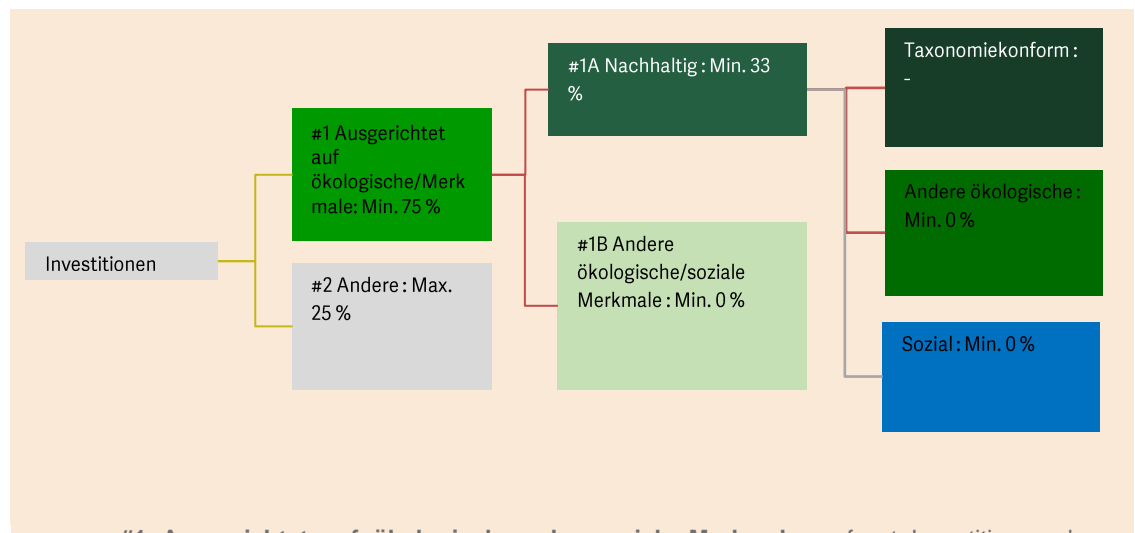 Investitionen
#1 Ausgerichtet
auf
ökologische/Merk
male: Min. 75 %
#2 Andere : Max.
25 %
#1A Nachhaltig : Min. 33
%
#1B Andere
ökologische/soziale
Merkmale : Min. 0 %
Taxonomiekonform :
-
Andere ökologische :
Min. 0 %
Sozial : Min. 0 %